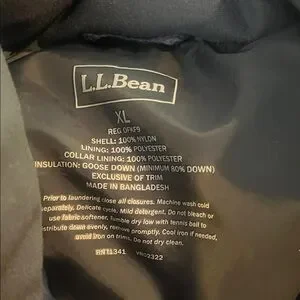 L.L.Bean
XL
REG OFKF9
SHELL: 100% NYLON
LINING: 100% POLYESTER
COLLAR LINING: 100% POLYESTER
INSULATION: GOOSE DOWN (MINIMUM 80% DOWN)
EXCLUSIVE OF TRIM
MADE IN BANGLADESH
Prior to laundering close all closures. Machine wash cold
separately. Delicate cycle. Mild detergent. Do not bleach or
use fabric softener. Tumble dry low with tennis ball to
distribute down evenly, remove promptly. Cool iron if needed,
avoid iron on trims. Do not dry clean.
RN71341